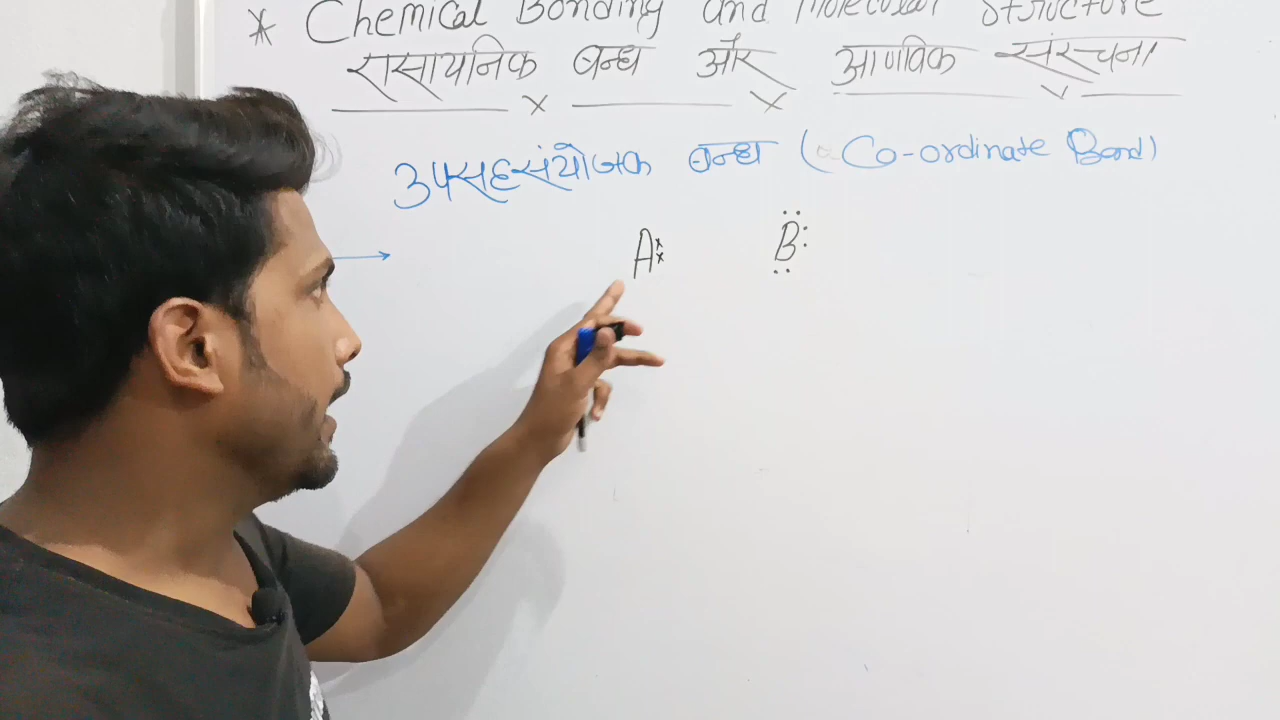 * Chemical Bonding and Molecular Structure
रासायनिक बन्ध और आणविक संरचना
उपसहसंयोजक बन्ध (Co-ordinate Bond)
A B